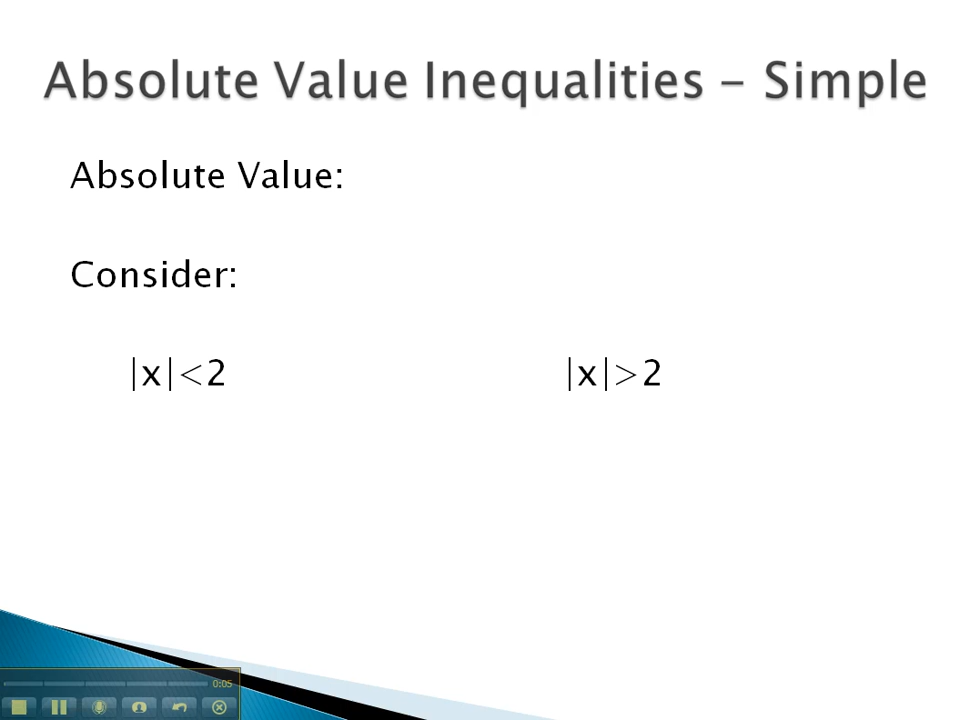 Absolute Value Inequalities - Simple
Absolute Value:
Consider:
|x|<2 |x|>2
0:05